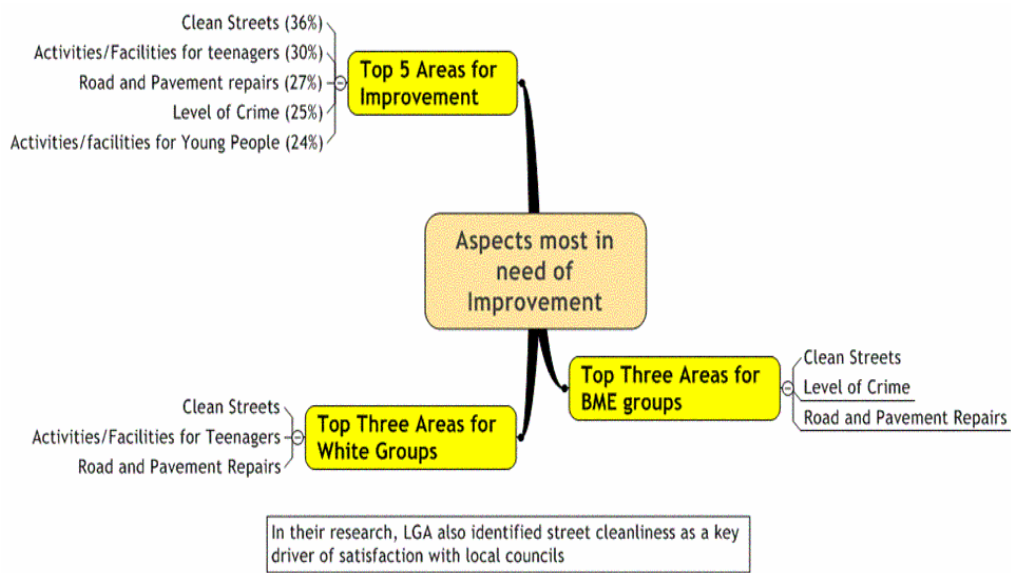 Clean Streets (36%)
Activities/Facilities for teenagers (30%)
Road and Pavement repairs (27%)
Level of Crime (25%)
Activities/facilities for Young People (24%)
Top 5 Areas for
Improvement
Aspects most in
need of
Improvement
Top Three Areas for
BME groups
Clean Streets
Level of Crime
Road and Pavement Repairs
Clean Streets
Activities/Facilities for Teenagers
Road and Pavement Repairs
Top Three Areas for
White Groups
In their research, LGA also identified street cleanliness as a key
driver of satisfaction with local councils